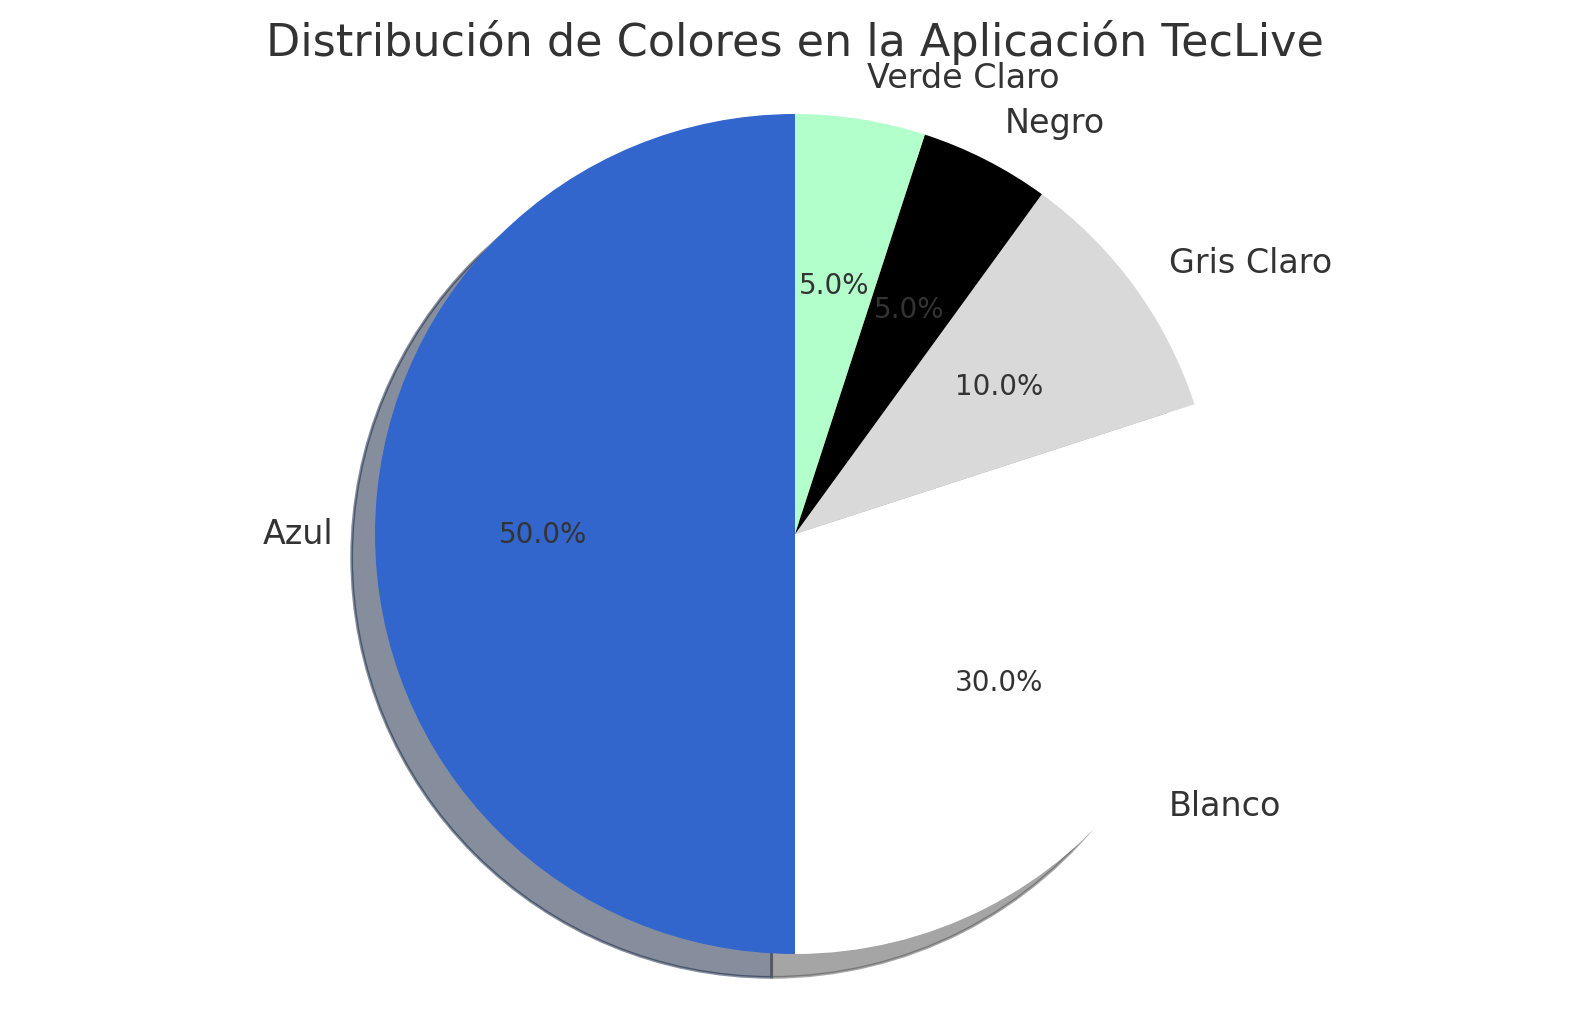 Distribución de Colores en la Aplicación TecLive
Verde Claro
Negro
Gris Claro
5.0%
5.0%
10.0%
Azul
50.0%
30.0%
Blanco